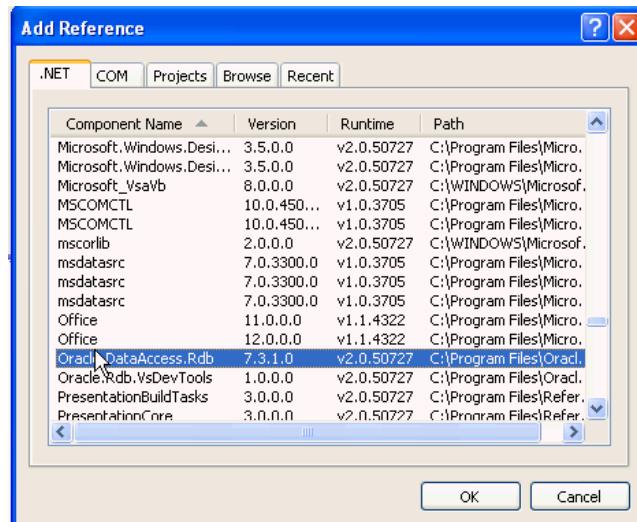 Add Reference
.NET COM Projects Browse Recent
Component Name Version Runtime Path
Microsoft.Windows.Desi... 3.5.0.0 v2.0.50727 C:\Program Files\Micro.
Microsoft.Windows.Desi... 3.5.0.0 v2.0.50727 C:\Program Files\Micro.
Microsoft_VsaVb 8.0.0.0 v2.0.50727 C:\WINDOWS\Microsof.
MSCOMCTL 10.0.450... v1.0.3705 C:\Program Files\Micro.
MSCOMCTL 10.0.450... v1.0.3705 C:\Program Files\Micro.
mscorlib 2.0.0.0 v2.0.50727 C:\WINDOWS\Microsof.
msdatasrc 7.0.3300.0 v1.0.3705 C:\Program Files\Micro.
msdatasrc 7.0.3300.0 v1.0.3705 C:\Program Files\Micro.
msdatasrc 7.0.3300.0 v1.0.3705 C:\Program Files\Micro.
Office 11.0.0.0 v1.1.4322 C:\Program Files\Micro.
Office 12.0.0.0 v1.1.4322 C:\Program Files\Micro.
Oracle.DataAccess.Rdb 7.3.1.0 v2.0.50727 C:\Program Files\Oracl.
Oracle.Rdb.VsDevTools 1.0.0.0 v2.0.50727 C:\Program Files\Oracl.
PresentationBuildTasks 3.0.0.0 v2.0.50727 C:\Program Files\Refer.
PresentationCore 3.0.0.0 v2.0.50727 C:\Program Files\Refer.
OK Cancel